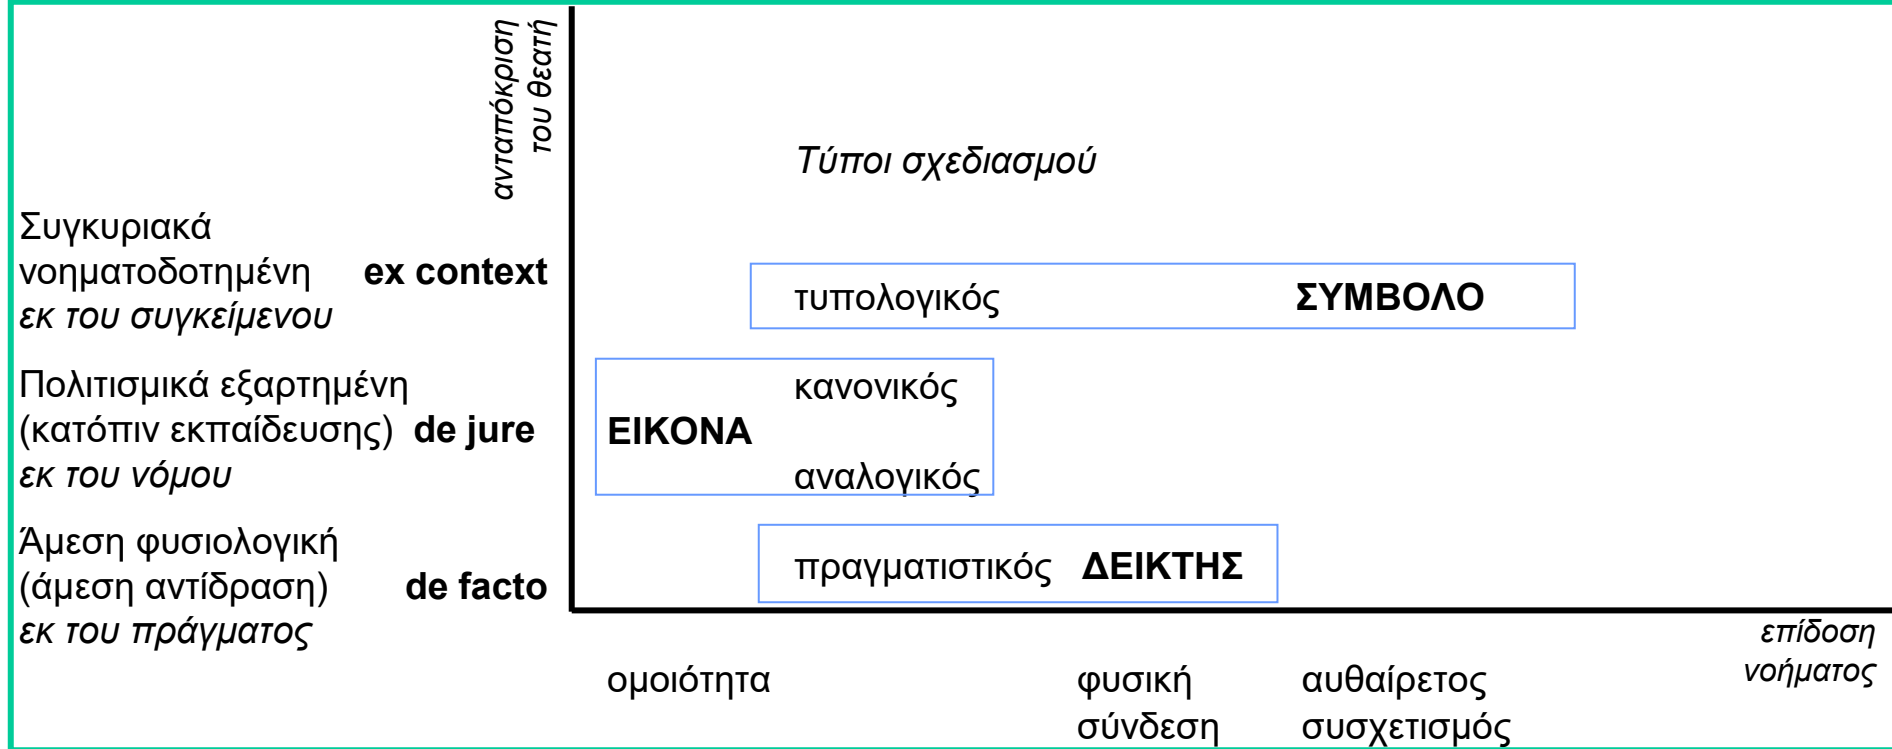 ανταπόκριση
του θεατή
Τύποι σχεδιασμού
Συγκυριακά
νοηματοδοτημένη ex context
εκ του συγκείμενου
τυπολογικός ΣΥΜΒΟΛΟ
Πολιτισμικά εξαρτημένη
(κατόπιν εκπαίδευσης) de jure
εκ του νόμου
κανονικός
ΕΙΚΟΝΑ
αναλογικός
Άμεση φυσιολογική
(άμεση αντίδραση) de facto
εκ του πράγματος
πραγματιστικός ΔΕΙΚΤΗΣ
επίδοση
νοήματος
ομοιότητα
φυσική
σύνδεση
αυθαίρετος
συσχετισμός